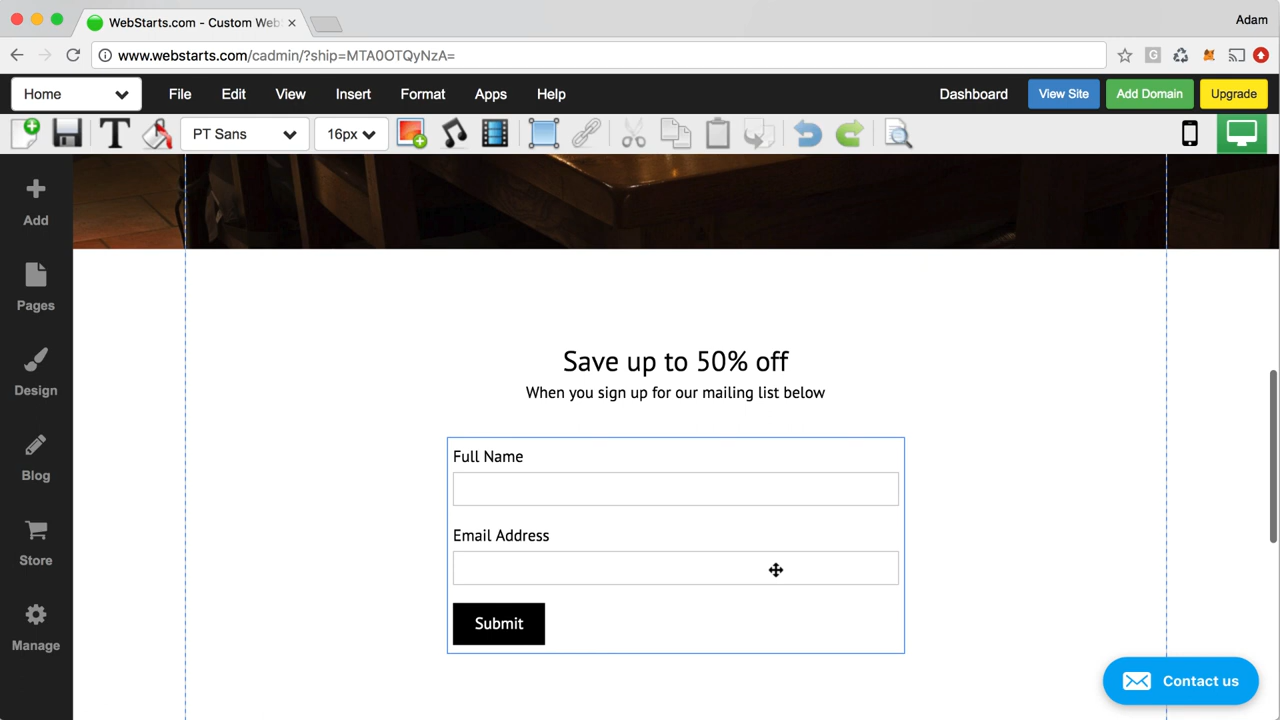 WebStarts.com - Custom Web
Adam
www.webstarts.com/cadmin/?ship=MTA0OTQyNzA=
G
Home File Edit View Insert Format Apps Help Dashboard View Site Add Domain Upgrade
T PT Sans 16px
Add
Pages
Design
Blog
Store
Manage
Save up to 50% off
When you sign up for our mailing list below
Full Name
Email Address
Submit
Contact us